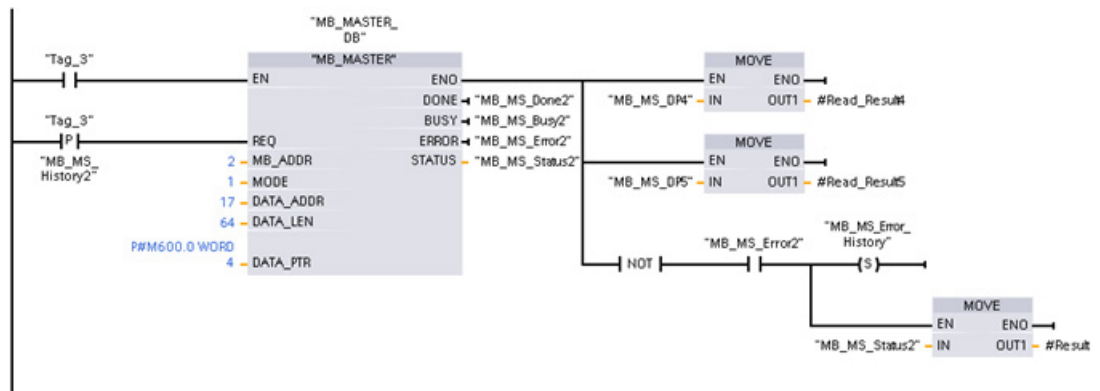 "MB_MASTER_
DB"
"Tag_3"
"MB_MASTER"
EN
ENO
DONE
"MB_MS_Done2"
BUSY
"MB_MS_Busy2"
"Tag_3"
P
REQ
ERROR
"MB_MS_Error2"
"MB_MS_
History2"
2
MB_ADDR
STATUS
"MB_MS_Status2"
1
MODE
17
DATA_ADDR
64
DATA_LEN
P#M600.0 WORD
4
DATA_PTR
MOVE
EN
ENO
"MB_MS_DP4"
IN
OUT1
#Read_Result4
MOVE
EN
ENO
"MB_MS_DP5"
IN
OUT1
#Read_Result5
NOT
"MB_MS_Error2"
"MB_MS_Error_
History"
S
MOVE
EN
ENO
"MB_MS_Status2"
IN
OUT1
#Result